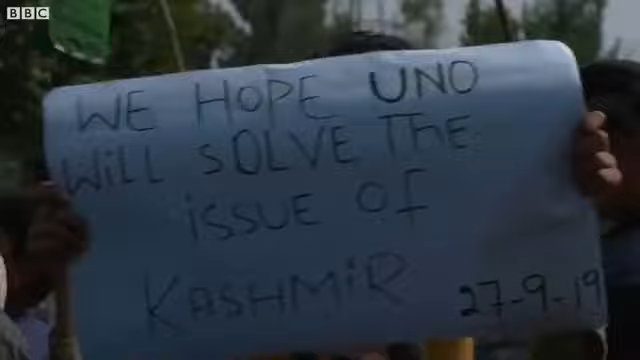 BBC
WE HOPE UNO
WiLL SOLVE ThE
iSSUE OF
KASHMiR
27-9-19